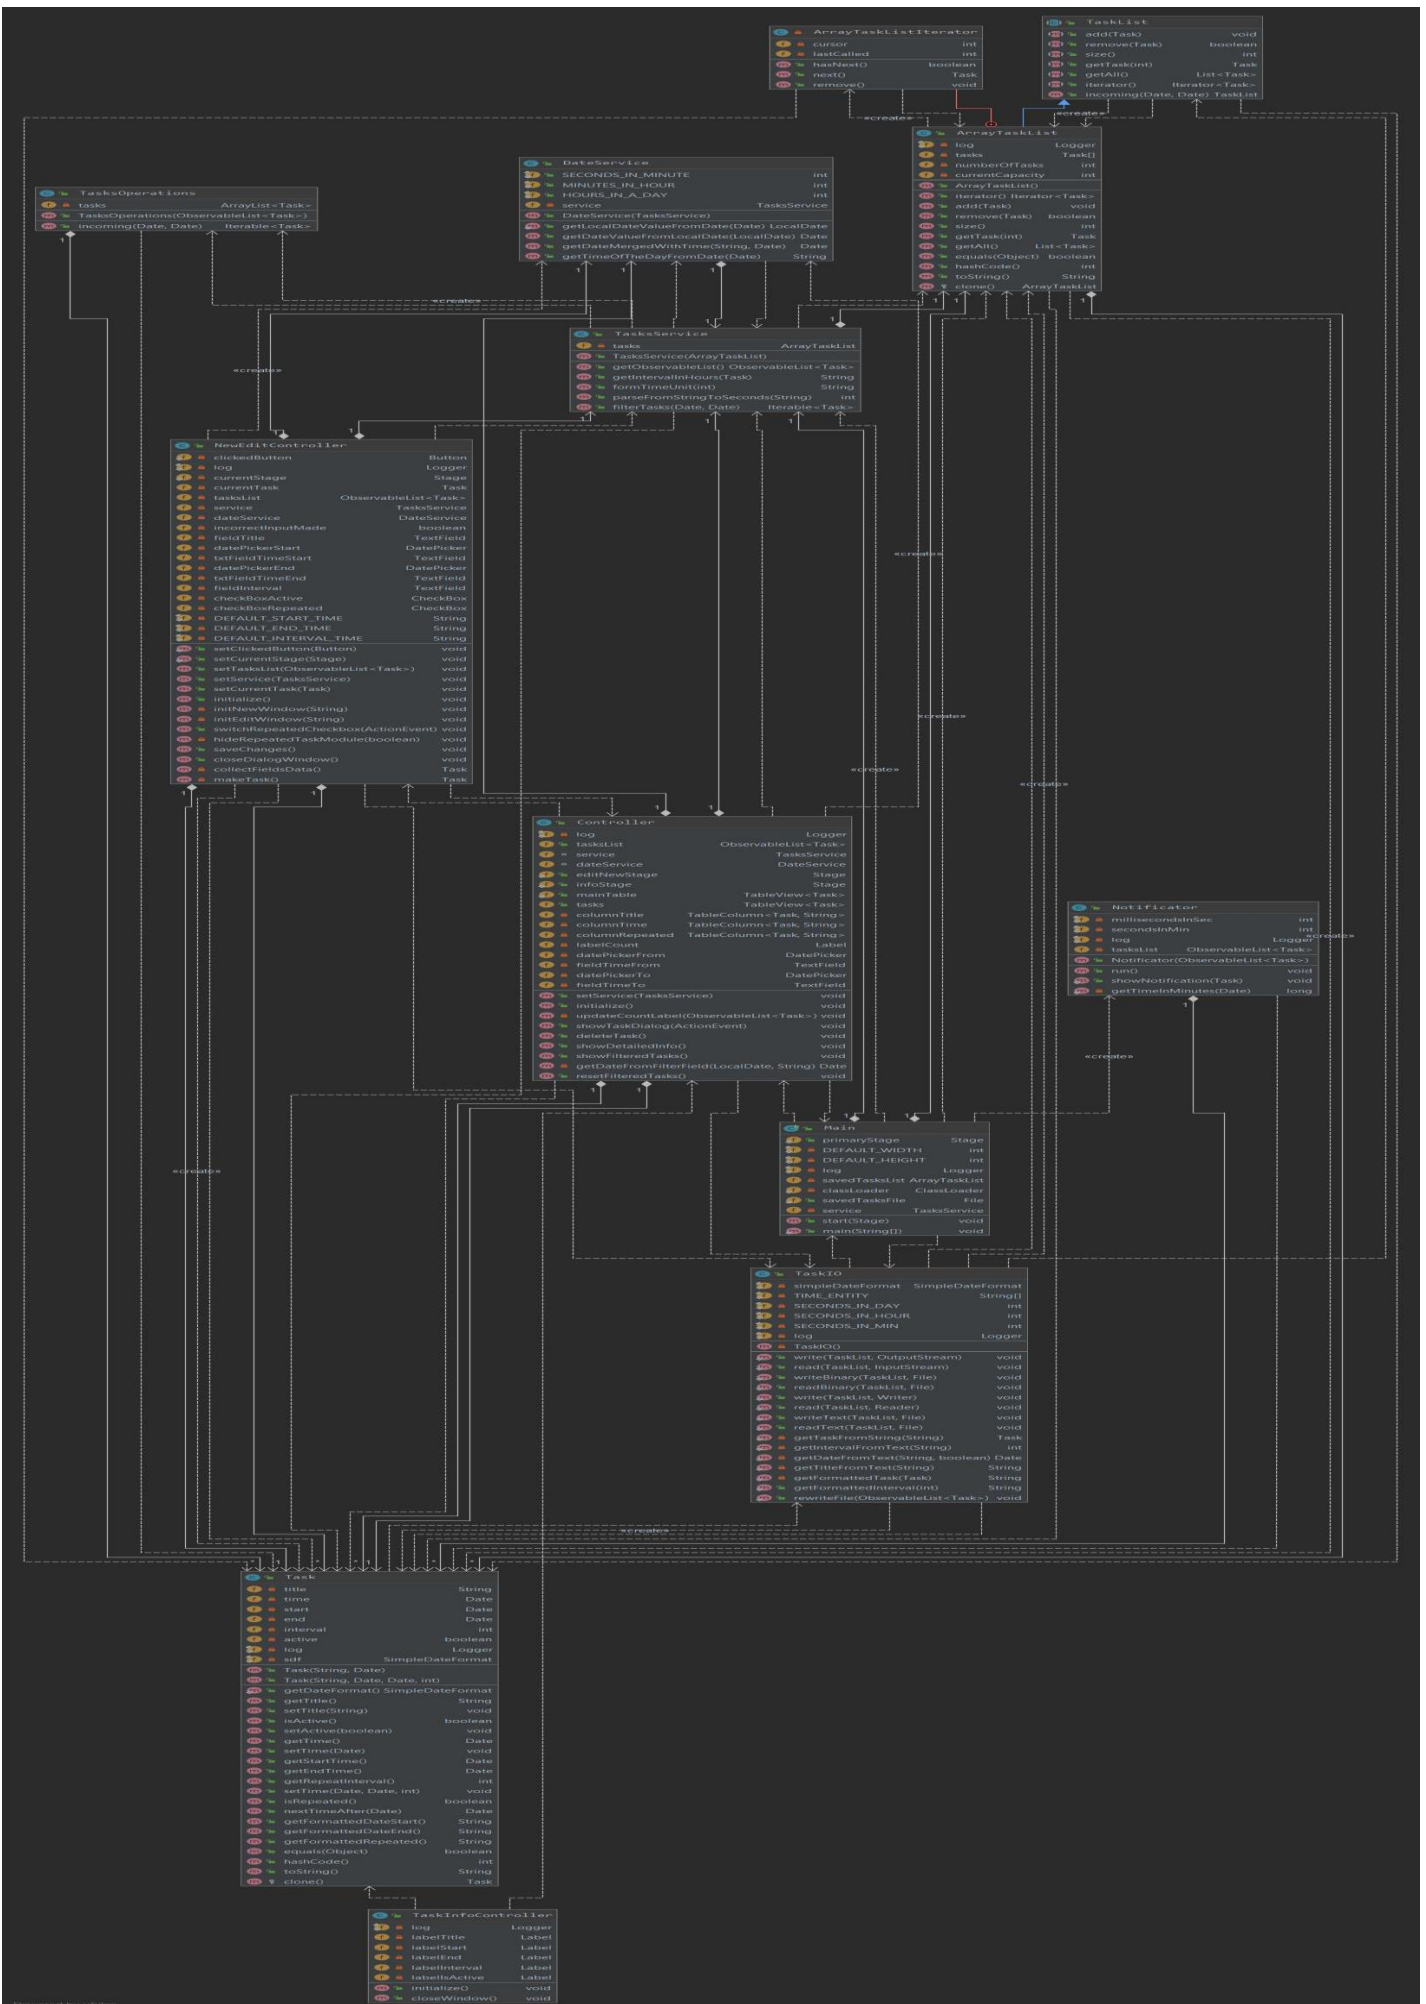 ArrayTaskListIterator
cursor int
lastCalled int
hasNext() boolean
next() Task
remove() void
TaskList
add(Task) void
remove(Task) boolean
size() int
getTask(int) Task
getAll() List<Task>
iterator() Iterator<Task>
incoming(Date, Date) TaskList
«create»
«create»
ArrayTaskList
log Logger
tasks Task[]
numberOfTasks int
currentCapacity int
ArrayTaskList()
iterator() Iterator<Task>
add(Task) void
remove(Task) boolean
size() int
getTask(int) Task
getAll() List<Task>
equals(Object) boolean
hashCode() int
toString() String
clone() ArrayTaskList
DateService
SECONDS_IN_MINUTE int
MINUTES_IN_HOUR int
HOURS_IN_A_DAY int
service TasksService
DateService(TasksService)
getLocalDateValueFromDate(Date) LocalDate
getDateValueFromLocalDate(LocalDate) Date
getDateMergedWithTime(String, Date) Date
getTimeOfTheDayFromDate(Date) String
TasksOperations
tasks ArrayList<Task>
TasksOperations(ObservableList<Task>)
incoming(Date, Date) Iterable<Task>
1
1
1
1
1
1
1
1
«create»
TasksService
tasks ArrayTaskList
TasksService(ArrayTaskList)
getObservableList() ObservableList<Task>
getIntervalInHours(Task) String
formTimeUnit(int) String
parseFromStringToSeconds(String) int
filterTasks(Date, Date) Iterable<Task>
«create»
NewEditController
clickedButton Button
log Logger
currentStage Stage
currentTask Task
tasksList ObservableList<Task>
service TasksService
dateService DateService
incorrectInputMade boolean
fieldTitle TextField
datePickerStart DatePicker
txtFieldTimeStart TextField
datePickerEnd DatePicker
txtFieldTimeEnd TextField
fieldInterval TextField
checkBoxActive CheckBox
checkBoxRepeated CheckBox
DEFAULT_START_TIME String
DEFAULT_END_TIME String
DEFAULT_INTERVAL_TIME String
setClickedButton(Button) void
setCurrentStage(Stage) void
setTasksList(ObservableList<Task>) void
setService(TasksService) void
setCurrentTask(Task) void
initialize() void
initNewWindow(String) void
initEditWindow(String) void
switchRepeatedCheckbox(ActionEvent) void
hideRepeatedTaskModule(boolean) void
saveChanges() void
closeDialogWindow() void
collectFieldsData() Task
makeTask() Task
«create»
«create»
«create»
«create»
Controller
log Logger
tasksList ObservableList<Task>
service TasksService
dateService DateService
editNewStage Stage
infoStage Stage
mainTable TableView<Task>
tasks TableView<Task>
columnTitle TableColumn<Task, String>
columnTime TableColumn<Task, String>
columnRepeated TableColumn<Task, String>
labelCount Label
datePickerFrom DatePicker
fieldTimeFrom TextField
datePickerTo DatePicker
fieldTimeTo TextField
setService(TasksService) void
initialize() void
updateCountLabel(ObservableList<Task>) void
showTaskDialog(ActionEvent) void
deleteTask() void
showDetailedInfo() void
showFilteredTasks() void
getDateFromFilterField(LocalDate, String) Date
resetFilteredTasks() void
Notificator
millisecondsInSec int
secondsInMin int
log Logger
tasksList ObservableList<Task>
Notificator(ObservableList<Task>)
run() void
showNotification(Task) void
getTimeInMinutes(Date) long
«create»
«create»
«create»
Main
primaryStage Stage
DEFAULT_WIDTH int
DEFAULT_HEIGHT int
log Logger
savedTasksList ArrayTaskList
classLoader ClassLoader
savedTasksFile File
service TasksService
start(Stage) void
main(String[]) void
TaskIO
simpleDateFormat SimpleDateFormat
TIME_ENTITY String[]
SECONDS_IN_DAY int
SECONDS_IN_HOUR int
SECONDS_IN_MIN int
log Logger
TaskIO()
write(TaskList, OutputStream) void
read(TaskList, InputStream) void
writeBinary(TaskList, File) void
readBinary(TaskList, File) void
write(TaskList, Writer) void
read(TaskList, Reader) void
writeText(TaskList, File) void
readText(TaskList, File) void
getTaskFromString(String) Task
getIntervalFromText(String) int
getDateFromText(String, boolean) Date
getTitleFromText(String) String
getFormattedTask(Task) String
getFormattedInterval(int) String
rewriteFile(ObservableList<Task>) void
«create»
Task
title String
time Date
start Date
end Date
interval int
active boolean
log Logger
sdf SimpleDateFormat
Task(String, Date)
Task(String, Date, Date, int)
getDateFormat() SimpleDateFormat
getTitle() String
setTitle(String) void
isActive() boolean
setActive(boolean) void
getTime() Date
setTime(Date) void
getStartTime() Date
getEndTime() Date
getRepeatInterval() int
setTime(Date, Date, int) void
isRepeated() boolean
nextTimeAfter(Date) Date
getFormattedDateStart() String
getFormattedDateEnd() String
getFormattedRepeated() String
equals(Object) boolean
hashCode() int
toString() String
clone() Task
TaskInfoController
log Logger
labelTitle Label
labelStart Label
labelEnd Label
labelInterval Label
labelIsActive Label
initialize() void
closeWindow() void